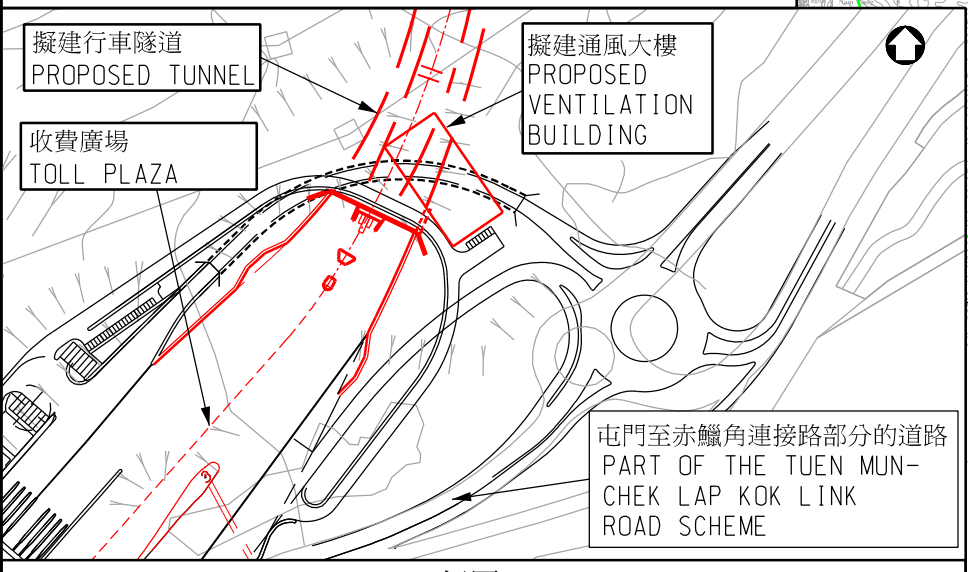 擬建行車隧道
PROPOSED TUNNEL
擬建通風大樓
PROPOSED
VENTILATION
BUILDING
收費廣場
TOLL PLAZA
屯門至赤鱲角連接路部分的道路
PART OF THE TUEN MUN-
CHEK LAP KOK LINK
ROAD SCHEME